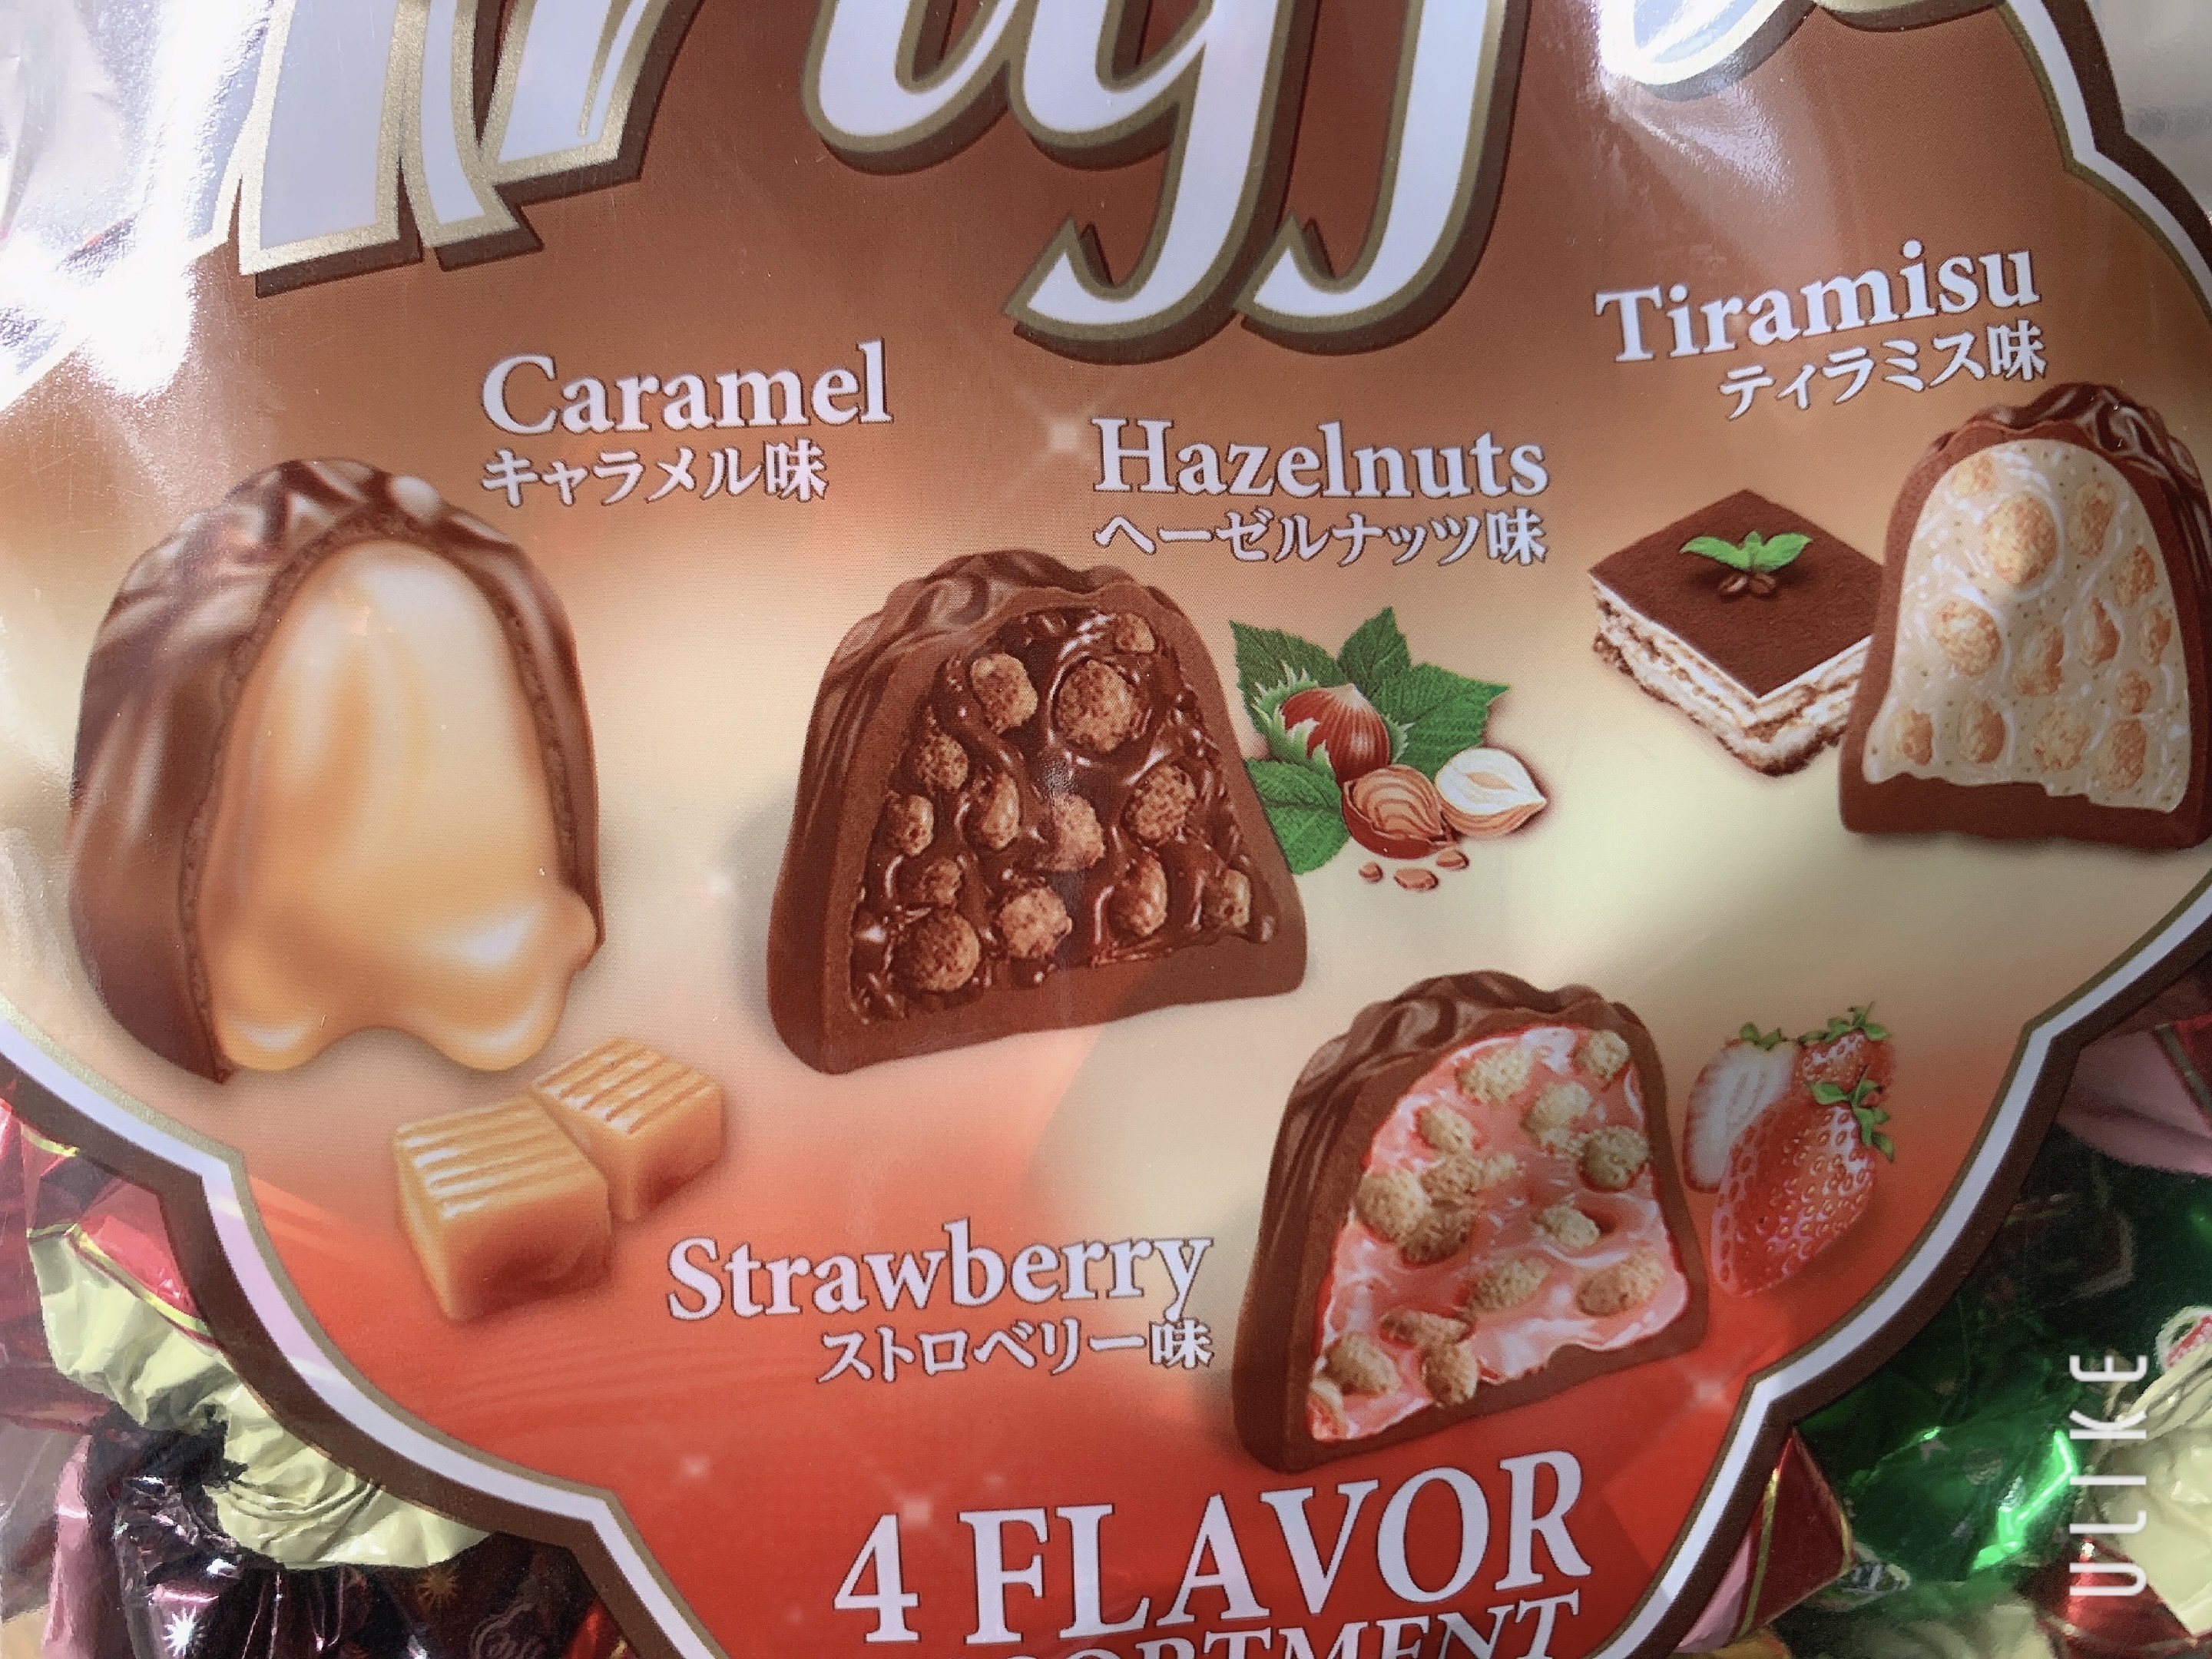 Tiramisu
ティラミス味
Caramel
キャラメル味
Hazelnuts
ヘーゼルナッツ味
Strawberry
ストロベリー味
4 FLAVOR
ULIKE